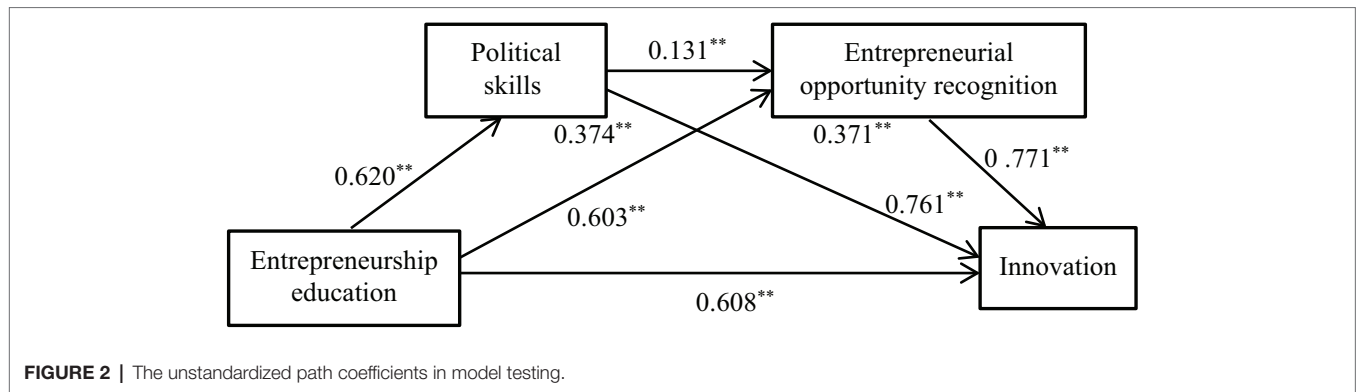 Political
skills
0.131**
Entrepreneurial
opportunity recognition
0.374**
0.371**
0 .771**
0.620**
0.603**
0.761**
Entrepreneurship
education
Innovation
0.608**
FIGURE 2 | The unstandardized path coefficients in model testing.